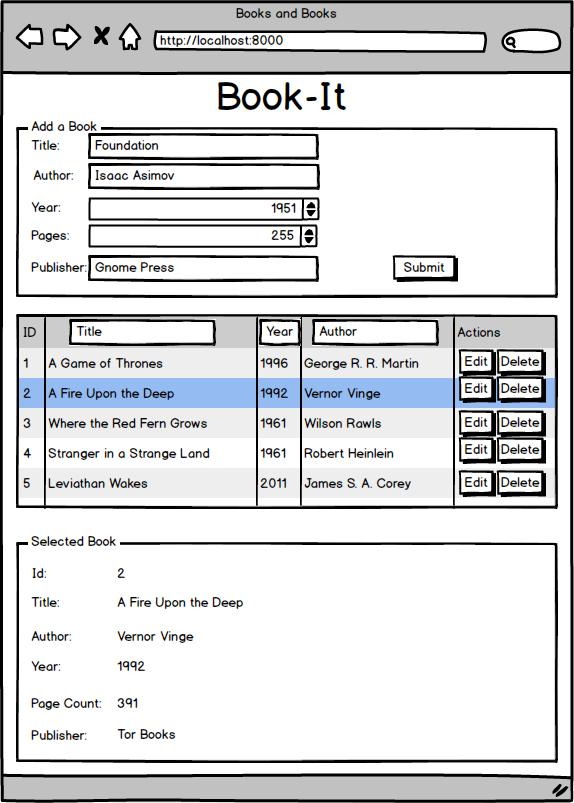 Books and Books
http://localhost:8000
Book-It
Add a Book
Title: Foundation
Author: Isaac Asimov
Year: 1951
Pages: 255
Publisher: Gnome Press Submit
ID Title Year Author Actions
1 A Game of Thrones 1996 George R. R. Martin Edit Delete
2 A Fire Upon the Deep 1992 Vernor Vinge Edit Delete
3 Where the Red Fern Grows 1961 Wilson Rawls Edit Delete
4 Stranger in a Strange Land 1961 Robert Heinlein Edit Delete
5 Leviathan Wakes 2011 James S. A. Corey Edit Delete
Selected Book
Id: 2
Title: A Fire Upon the Deep
Author: Vernor Vinge
Year: 1992
Page Count: 391
Publisher: Tor Books